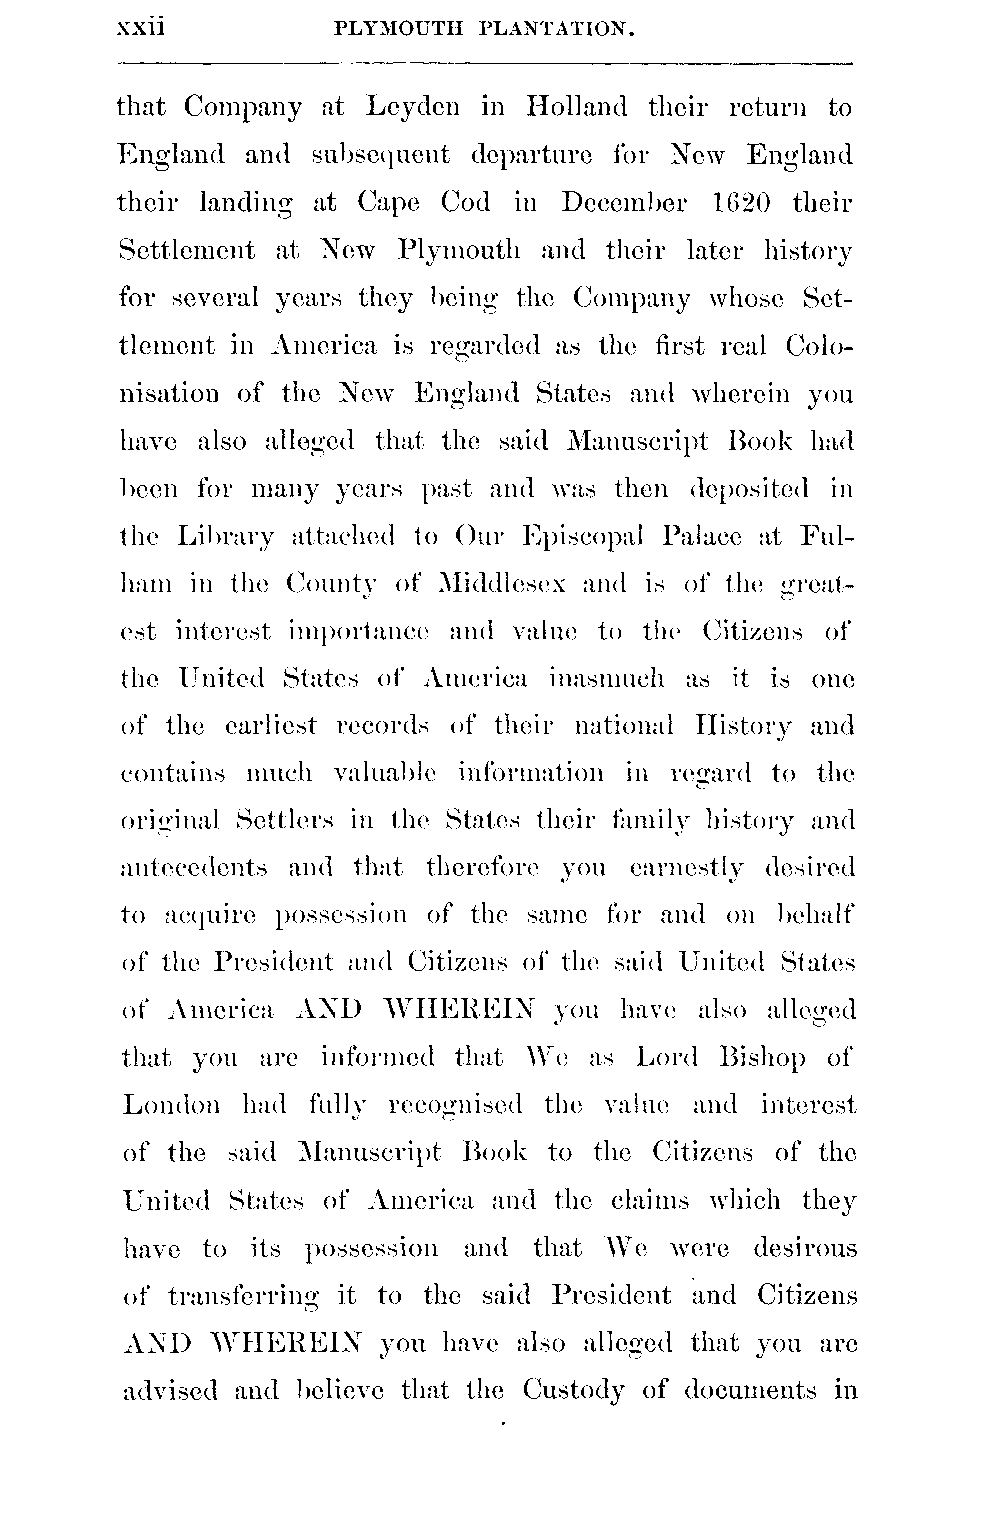 xxii PLYMOUTH PLANTATION.
that Company at Leyden in Holland their return to
England and subsequent departure for New England
their landing at Cape Cod in December 1620 their
Settlement at New Plymouth and their later history
for several years they being the Company whose Set-
tlement in America is regarded as the first real Colo-
nisation of the New England States and wherein you
have also alleged that the said Manuscript Book had
been for many years past and was then deposited in
the Library attached to Our Episcopal Palace at Ful-
ham in the County of Middlesex and is of the great-
est interest importance and value to the Citizens of
the United States of America inasmuch as it is one
of the earliest records of their national History and
contains much valuable information in regard to the
original Settlers in the States their family history and
antecedents and that therefore you earnestly desired
to acquire possession of the same for and on behalf
of the President and Citizens of the said United States
of America AND WHEREIN you have also alleged
that you are informed that We as Lord Bishop of
London had fully recognised the value and interest
of the said Manuscript Book to the Citizens of the
United States of America and the claims which they
have to its possession and that We were desirous
of transferring it to the said President and Citizens
AND WHEREIN you have also alleged that you are
advised and believe that the Custody of documents in